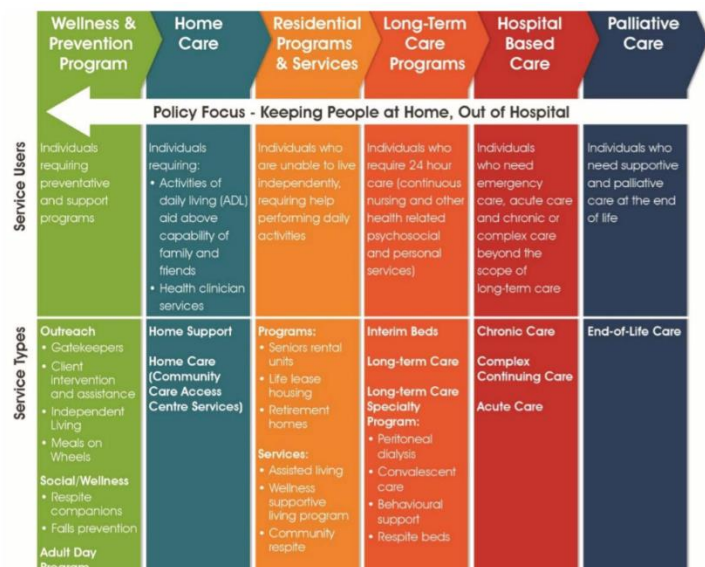 Wellness &
Prevention
Program
Home
Care
Residential
Programs
& Services
Long-Term
Care
Programs
Hospital
Based
Care
Palliative
Care
Policy Focus - Keeping People at Home, Out of Hospital
Service Users
Individuals
requiring
preventative
and support
programs
Individuals
requiring:
• Activities of
daily living (ADL)
aid above
capability of
family and
friends
• Health clinician
services
Individuals who
are unable to live
independently,
requiring help
performing daily
activities
Individuals who
require 24 hour
care (continuous
nursing and other
health related
psychosocial
and personal
services)
Individuals
who need
emergency
care, acute care
and chronic or
complex care
beyond the
scope of
long-term care
Individuals who
need supportive
and palliative
care at the end
of life
Service Types
Outreach
• Gatekeepers
• Client
intervention and
assistance
• Independent
Living
• Meals on
Wheels
Social/Wellness
• Respite
companions
• Falls prevention
Adult Day
Program
Home Support
Home Care
(Community
Care Access
Centre Services)
Programs:
• Seniors rental
units
• Life lease
housing
• Retirement
homes
Services:
• Assisted living
• Wellness
supportive
living program
• Community
respite
Interim Beds
Long-term Care
Long-term Care
Specialty
Program:
• Peritoneal
dialysis
• Convalescent
care
• Behavioural
support
• Respite beds
Chronic Care
Complex
Continuing Care
Acute Care
End-of-Life Care